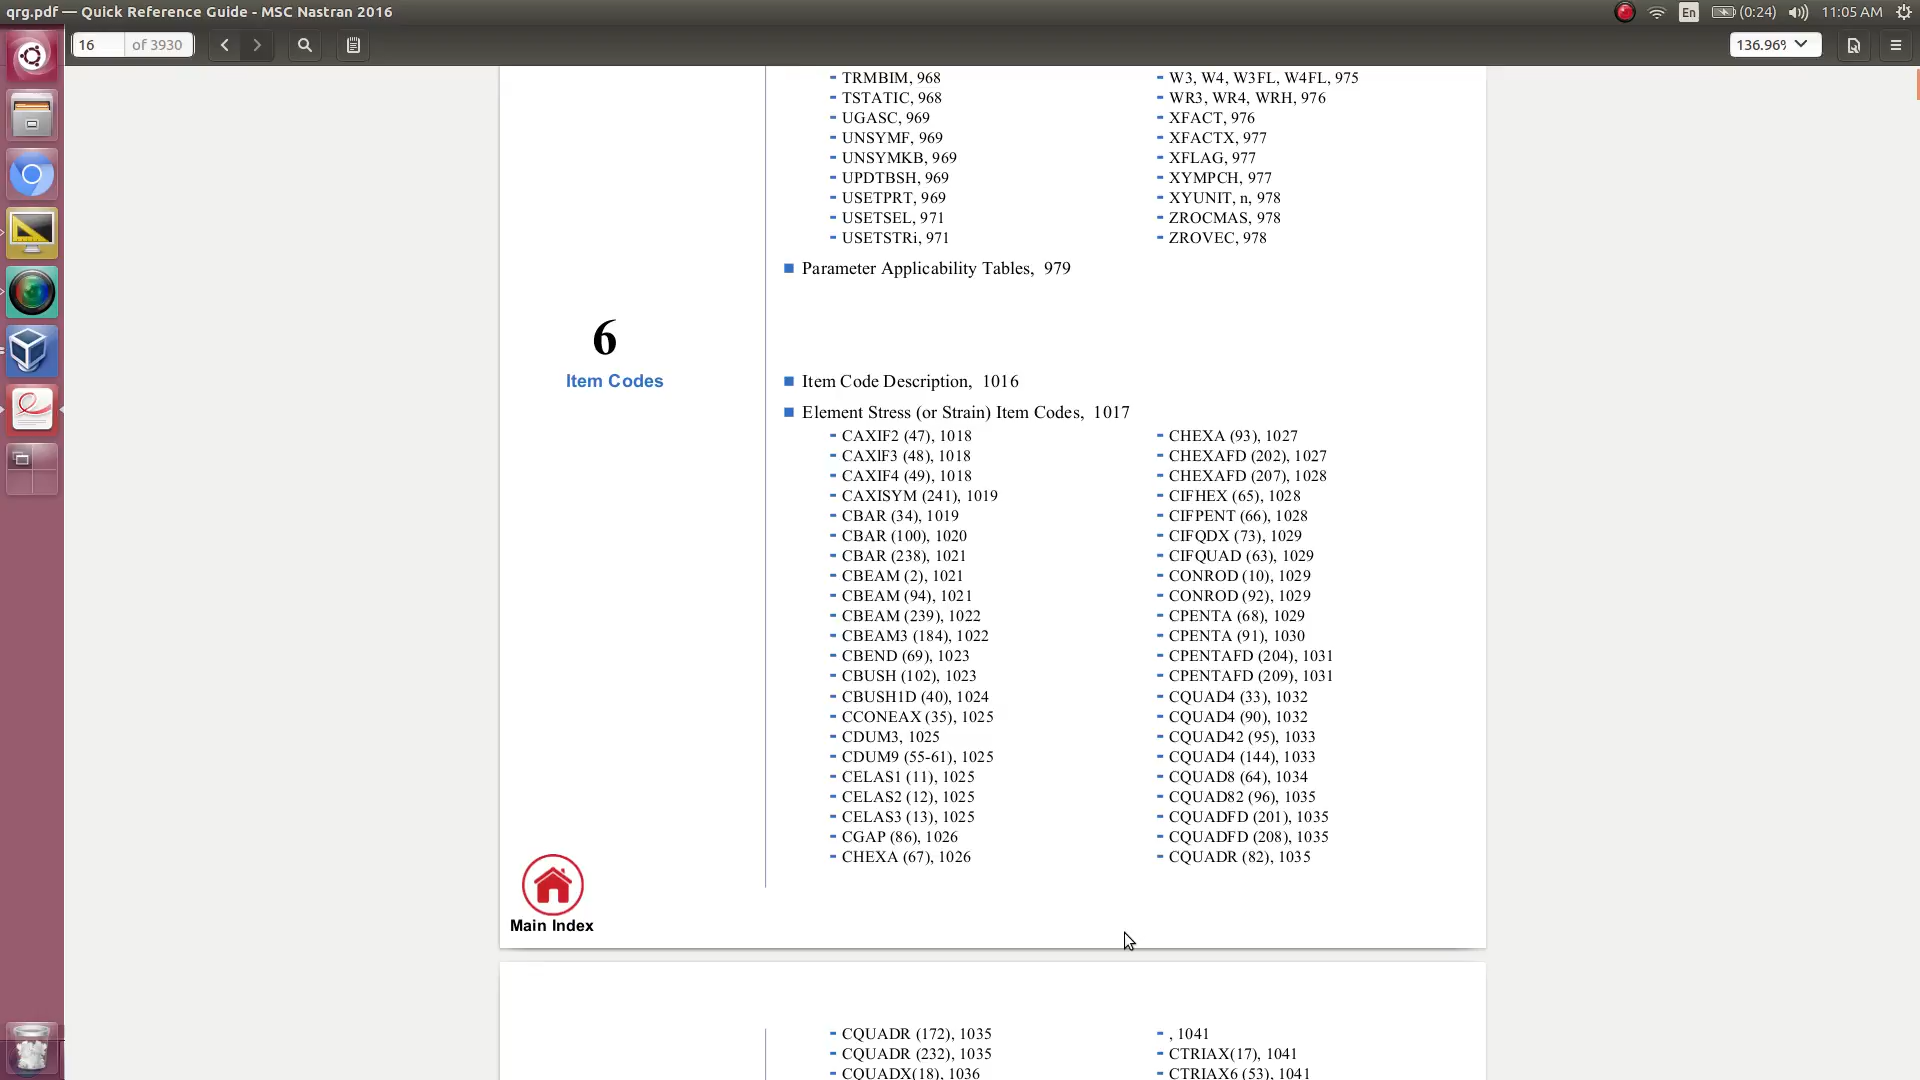 qrg.pdf — Quick Reference Guide - MSC Nastran 2016
En
(0:24)
11:05 AM
16
of 3930
136.96%
TRMBIM, 968
TSTATIC, 968
UGASC, 969
UNSYMF, 969
UNSYMKB, 969
UPDTBSH, 969
USETPRT, 969
USETSEL, 971
USETSTRi, 971
W3, W4, W3FL, W4FL, 975
WR3, WR4, WRH, 976
XFACT, 976
XFACTX, 977
XFLAG, 977
XYMPCH, 977
XYUNIT, n, 978
ZROCMAS, 978
ZROVEC, 978
Parameter Applicability Tables, 979
6
Item Codes
Item Code Description, 1016
Element Stress (or Strain) Item Codes, 1017
CAXIF2 (47), 1018
CAXIF3 (48), 1018
CAXIF4 (49), 1018
CAXISYM (241), 1019
CBAR (34), 1019
CBAR (100), 1020
CBAR (238), 1021
CBEAM (2), 1021
CBEAM (94), 1021
CBEAM (239), 1022
CBEAM3 (184), 1022
CBEND (69), 1023
CBUSH (102), 1023
CBUSH1D (40), 1024
CCONEAX (35), 1025
CDUM3, 1025
CDUM9 (55-61), 1025
CELAS1 (11), 1025
CELAS2 (12), 1025
CELAS3 (13), 1025
CGAP (86), 1026
CHEXA (67), 1026
CHEXA (93), 1027
CHEXAFD (202), 1027
CHEXAFD (207), 1028
CIFHEX (65), 1028
CIFPENT (66), 1028
CIFQDX (73), 1029
CIFQUAD (63), 1029
CONROD (10), 1029
CONROD (92), 1029
CPENTA (68), 1029
CPENTA (91), 1030
CPENTAFD (204), 1031
CPENTAFD (209), 1031
CQUAD4 (33), 1032
CQUAD4 (90), 1032
CQUAD42 (95), 1033
CQUAD4 (144), 1033
CQUAD8 (64), 1034
CQUAD82 (96), 1035
CQUADFD (201), 1035
CQUADFD (208), 1035
CQUADR (82), 1035
Main Index
CQUADR (172), 1035
CQUADR (232), 1035
CQUADX(18), 1036
, 1041
CTRIAX(17), 1041
CTRIAX6 (53), 1041